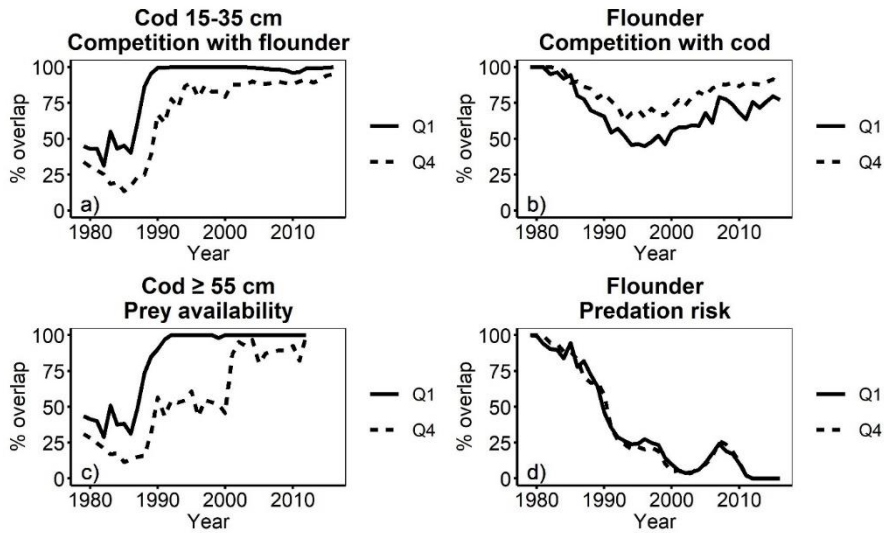 Cod 15-35 cm
Competition with flounder
% overlap
100
75
50
25
0
a)
1980 1990 2000 2010
Year
Q1
Q4
Flounder
Competition with cod
% overlap
100
75
50
25
0
b)
1980 1990 2000 2010
Year
Q1
Q4
Cod ≥ 55 cm
Prey availability
% overlap
100
75
50
25
0
c)
1980 1990 2000 2010
Year
Q1
Q4
Flounder
Predation risk
% overlap
100
75
50
25
0
d)
1980 1990 2000 2010
Year
Q1
Q4